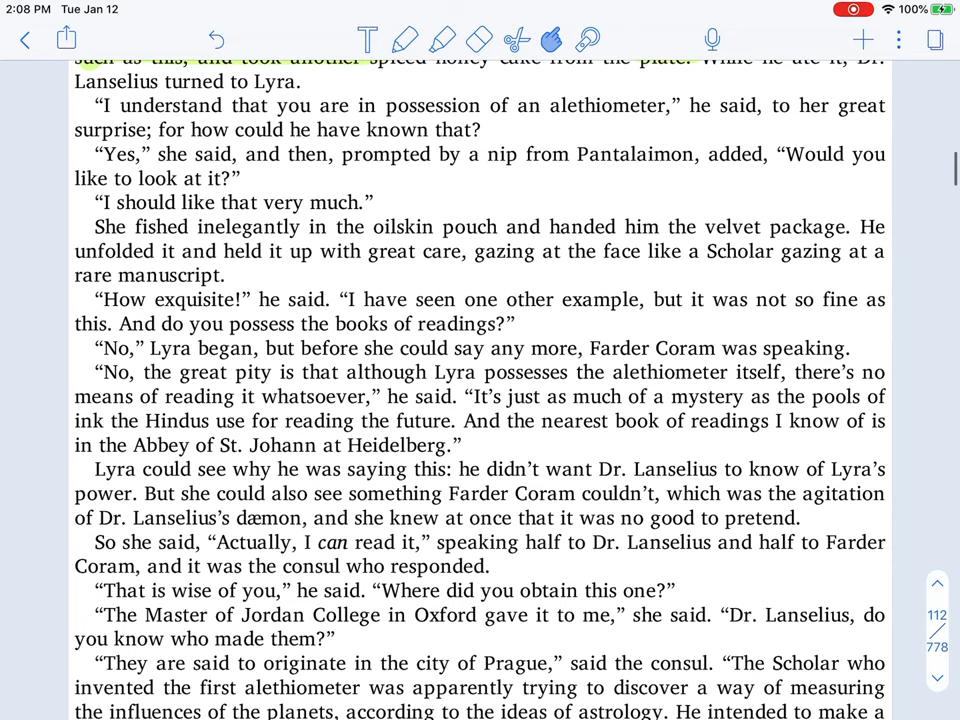 2:08 PM Tue Jan 12
100%
T
such as this, and took another spiced honey cake from the plate. While he ate it, Dr.
Lanselius turned to Lyra.
“I understand that you are in possession of an alethiometer,” he said, to her great
surprise; for how could he have known that?
“Yes,” she said, and then, prompted by a nip from Pantalaimon, added, “Would you
like to look at it?”
“I should like that very much.”
She fished inelegantly in the oilskin pouch and handed him the velvet package. He
unfolded it and held it up with great care, gazing at the face like a Scholar gazing at a
rare manuscript.
“How exquisite!” he said. “I have seen one other example, but it was not so fine as
this. And do you possess the books of readings?”
“No,” Lyra began, but before she could say any more, Farder Coram was speaking.
“No, the great pity is that although Lyra possesses the alethiometer itself, there’s no
means of reading it whatsoever,” he said. “It’s just as much of a mystery as the pools of
ink the Hindus use for reading the future. And the nearest book of readings I know of is
in the Abbey of St. Johann at Heidelberg.”
Lyra could see why he was saying this: he didn’t want Dr. Lanselius to know of Lyra’s
power. But she could also see something Farder Coram couldn’t, which was the agitation
of Dr. Lanselius’s dæmon, and she knew at once that it was no good to pretend.
So she said, “Actually, I can read it,” speaking half to Dr. Lanselius and half to Farder
Coram, and it was the consul who responded.
“That is wise of you,” he said. “Where did you obtain this one?”
“The Master of Jordan College in Oxford gave it to me,” she said. “Dr. Lanselius, do
you know who made them?”
“They are said to originate in the city of Prague,” said the consul. “The Scholar who
invented the first alethiometer was apparently trying to discover a way of measuring
the influences of the planets, according to the ideas of astrology. He intended to make a
112
/
778